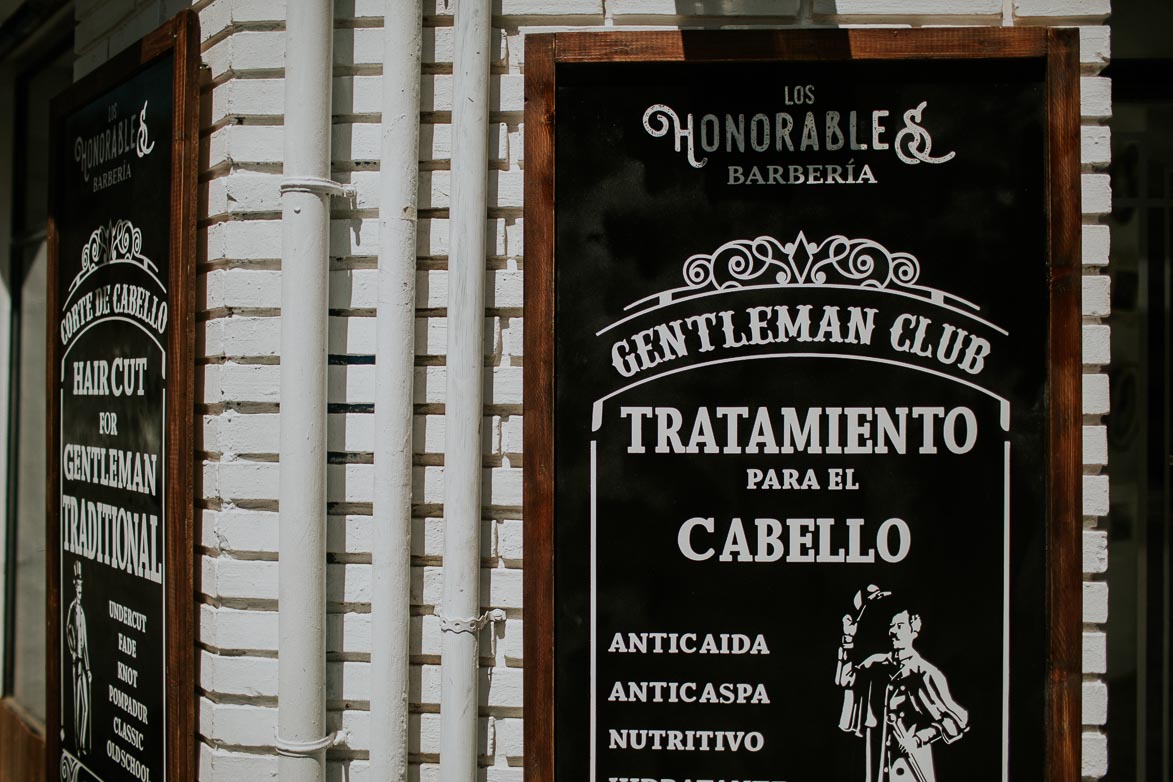 LOS
HONORABLES
BARBERÍA
CORTE DE CABELLO
HAIR CUT
FOR
GENTLEMAN
TRADITIONAL
UNDERCUT
FADE
KNOT
POMPADUR
CLASSIC
OLDSCHOOL
LOS
HONORABLES
BARBERÍA
GENTLEMAN CLUB
TRATAMIENTO
PARA EL
CABELLO
ANTICAIDA
ANTICASPA
NUTRITIVO